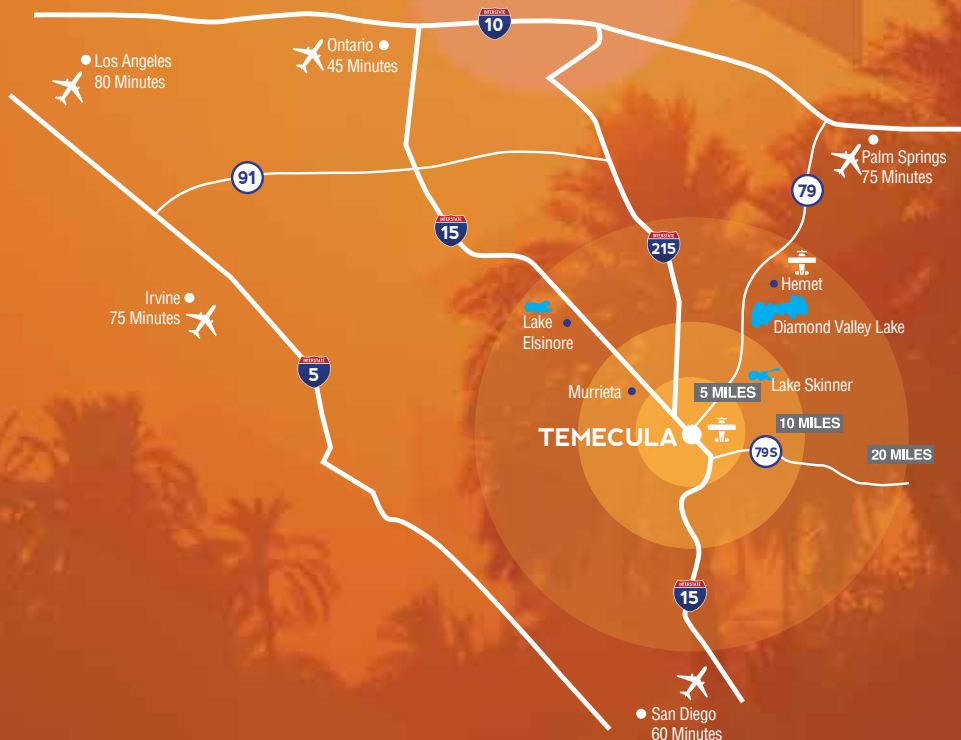 INTERSTATE
10
Ontario
45 Minutes
Los Angeles
80 Minutes
Palm Springs
75 Minutes
91
79
INTERSTATE
15
INTERSTATE
215
Hemet
Irvine
75 Minutes
Lake
Elsinore
Diamond Valley Lake
INTERSTATE
5
Lake Skinner
Murrieta
5 MILES
10 MILES
TEMECULA
79S
20 MILES
INTERSTATE
15
San Diego
60 Minutes